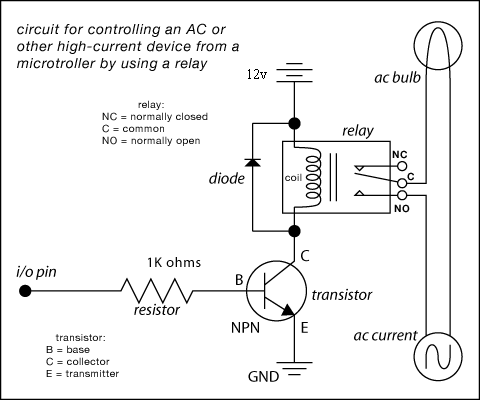 circuit for controlling an AC or
other high-current device from a
microtroller by using a relay
12v
ac bulb
relay:
NC = normally closed
C = common
NO = normally open
relay
NC
C
NO
diode
coil
i/o pin
1K ohms
resistor
B
C
E
transistor
NPN
GND
transistor:
B = base
C = collector
E = transmitter
ac current